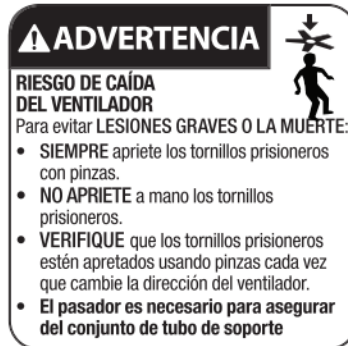 ADVERTENCIA
RIESGO DE CAÍDA
DEL VENTILADOR
Para evitar LESIONES GRAVES O LA MUERTE:
• SIEMPRE apriete los tornillos prisioneros
con pinzas.
• NO APRIETE a mano los tornillos
prisioneros.
• VERIFIQUE que los tornillos prisioneros
estén apretados usando pinzas cada vez
que cambie la dirección del ventilador.
• El pasador es necesario para asegurar
del conjunto de tubo de soporte